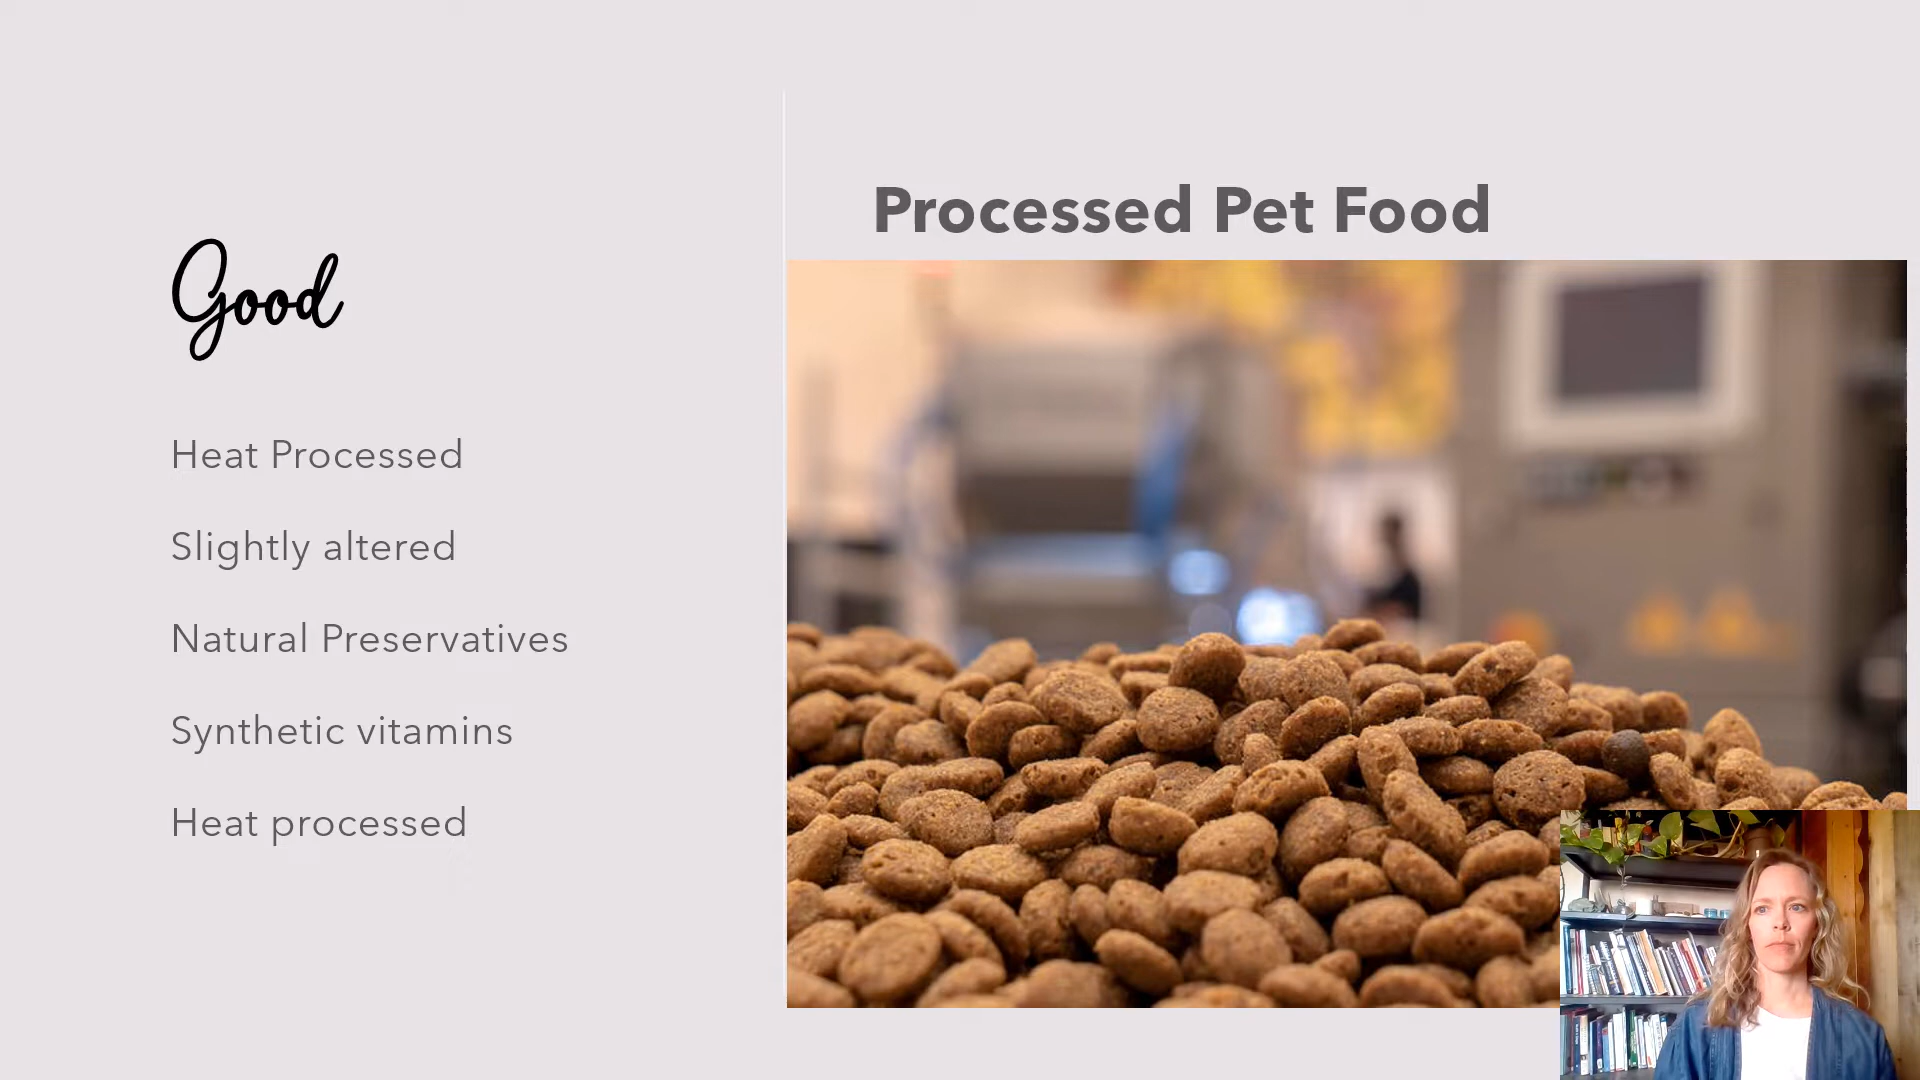 Good
Heat Processed
Slightly altered
Natural Preservatives
Synthetic vitamins
Heat processed
Processed Pet Food